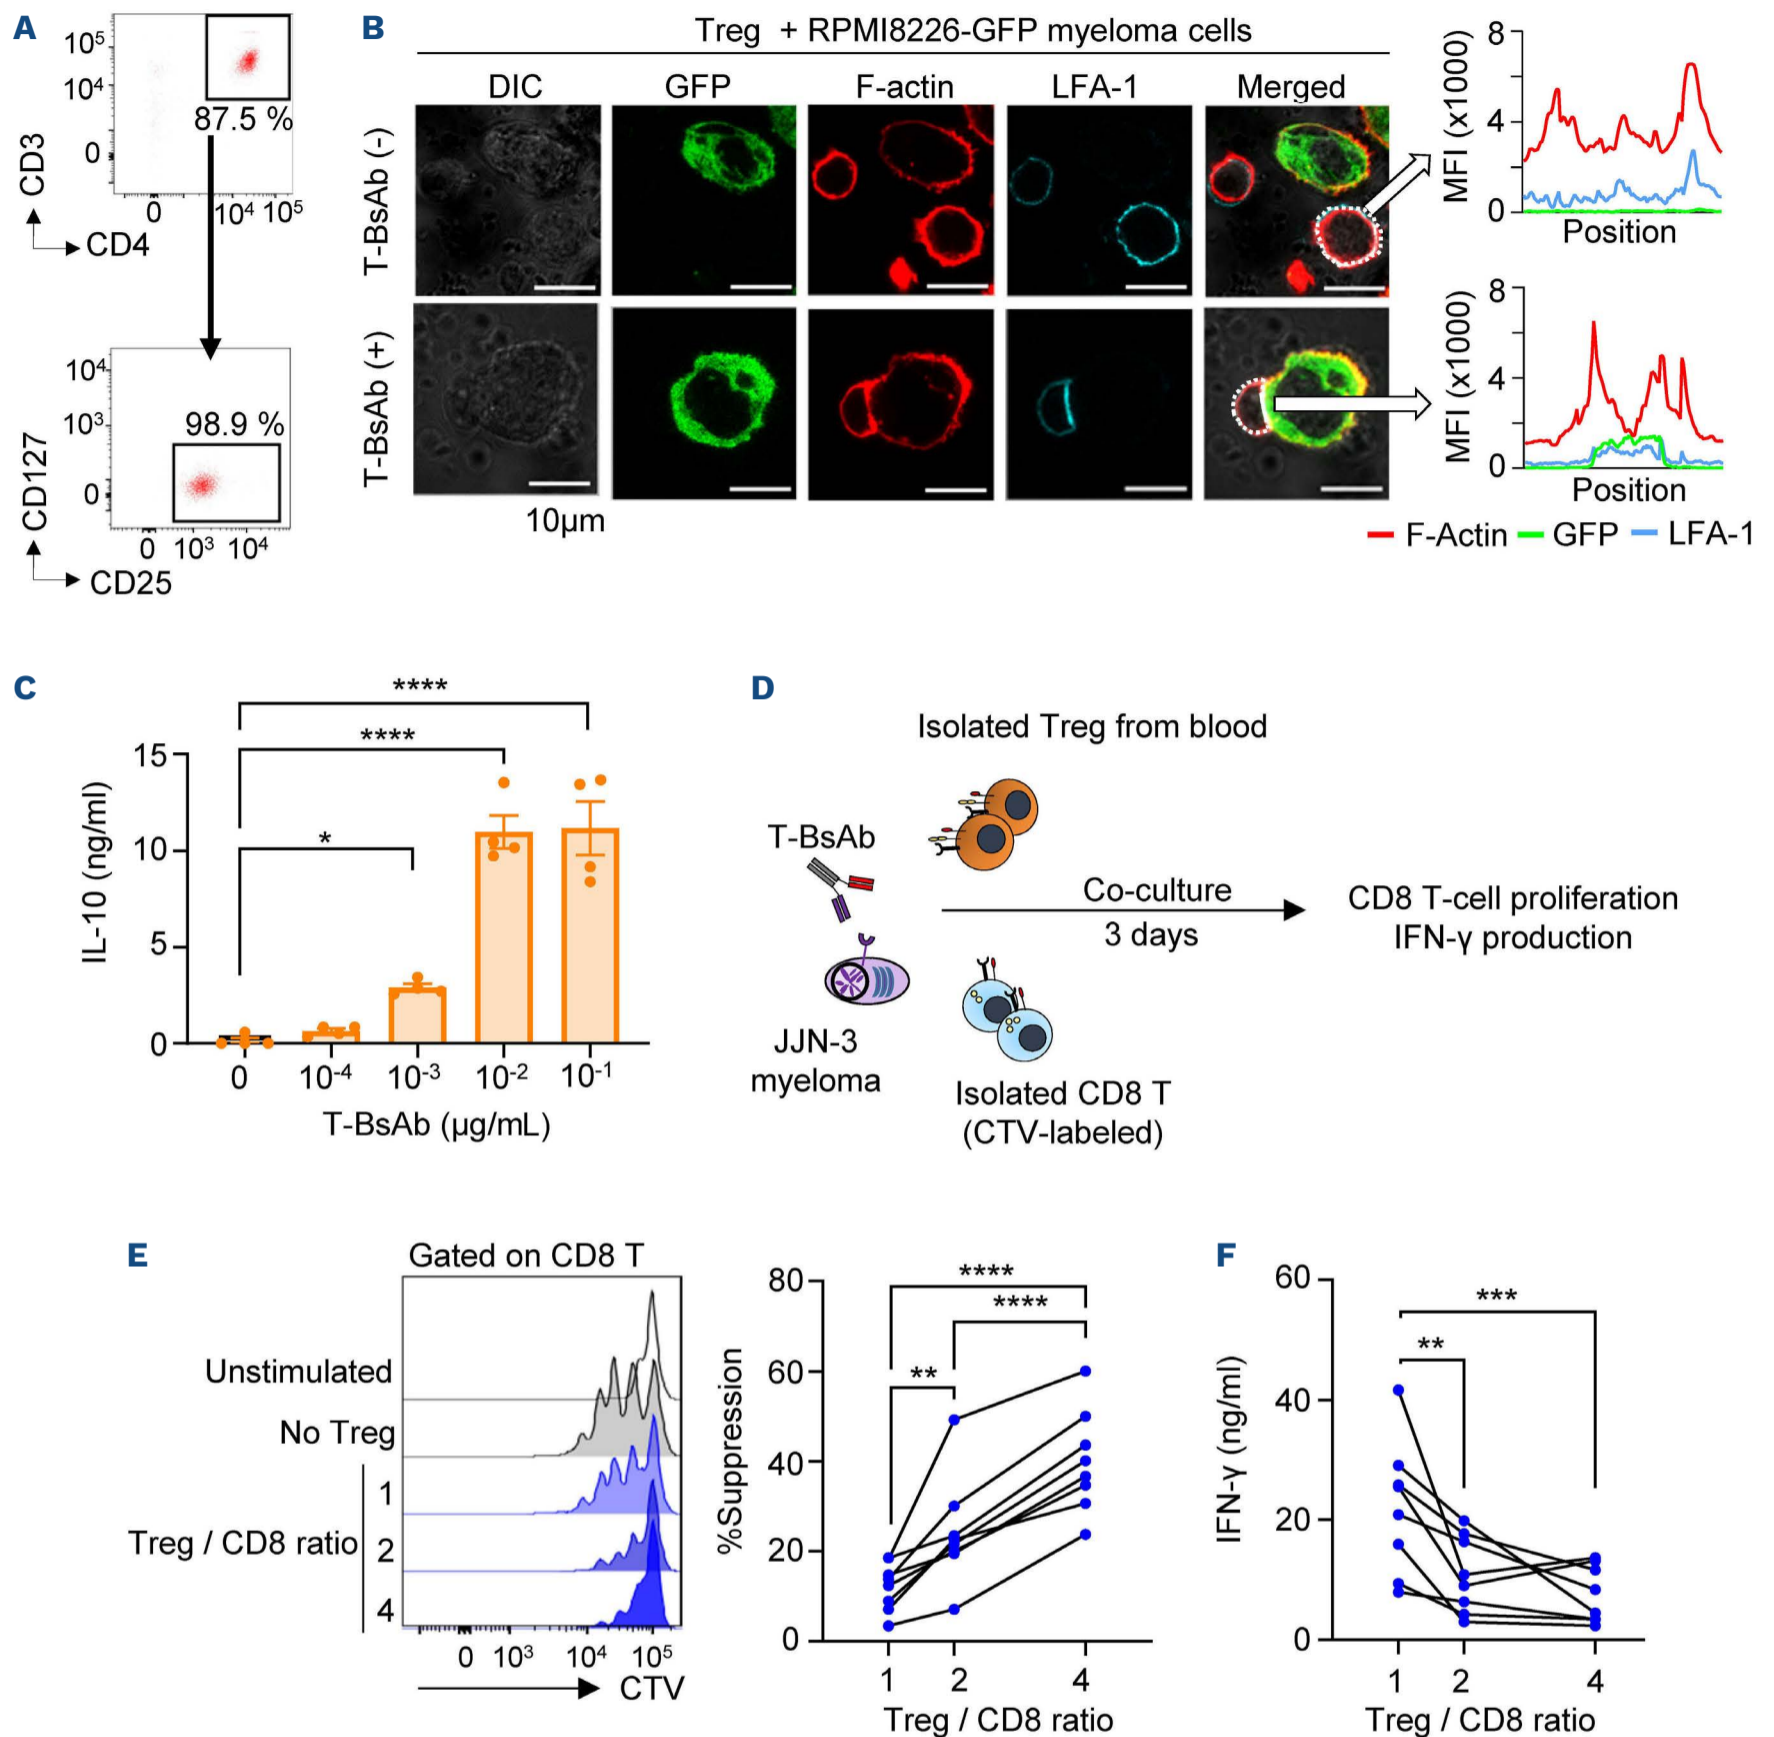 A
10⁵
10⁴
0
CD3
87.5 %
0
10⁴
10⁵
CD4
10⁴
10³
0
CD127
98.9 %
0
10³
10⁴
CD25
B
Treg + RPMI8226-GFP myeloma cells
DIC
GFP
F-actin
LFA-1
Merged
T-BsAb (-)
T-BsAb (+)
10μm
8
4
0
MFI (x1000)
Position
8
4
0
MFI (x1000)
Position
F-Actin
GFP
LFA-1
C
****
****
*
15
10
5
0
IL-10 (ng/ml)
0
10⁻⁴
10⁻³
10⁻²
10⁻¹
T-BsAb (μg/mL)
D
Isolated Treg from blood
T-BsAb
JJN-3
myeloma
Co-culture
3 days
Isolated CD8 T
(CTV-labeled)
CD8 T-cell proliferation
IFN-γ production
E
Gated on CD8 T
Unstimulated
No Treg
Treg / CD8 ratio
1
2
4
0
10³
10⁴
10⁵
CTV
80
60
40
20
0
%Suppression
****
****
**
1
2
4
Treg / CD8 ratio
F
60
40
20
0
IFN-γ (ng/ml)
***
**
1
2
4
Treg / CD8 ratio